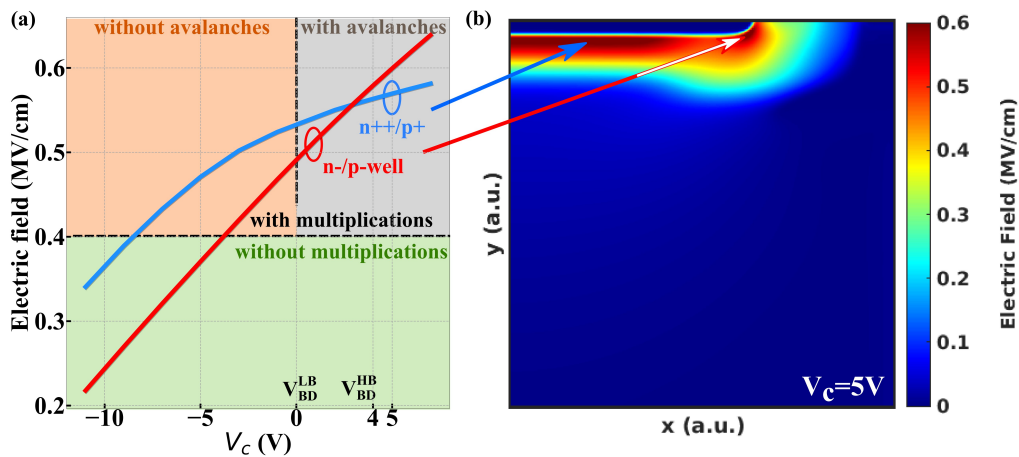 (a)
without avalanches
with avalanches
n++/p+
n-/p-well
with multiplications
without multiplications
V_BD^LB
V_BD^HB
0.6
0.5
0.4
0.3
0.2
−10
−5
0
4
5
Electric field (MV/cm)
V_c (V)
(b)
V_c=5V
y (a.u.)
x (a.u.)
0.6
0.5
0.4
0.3
0.2
0.1
0
Electric Field (MV/cm)